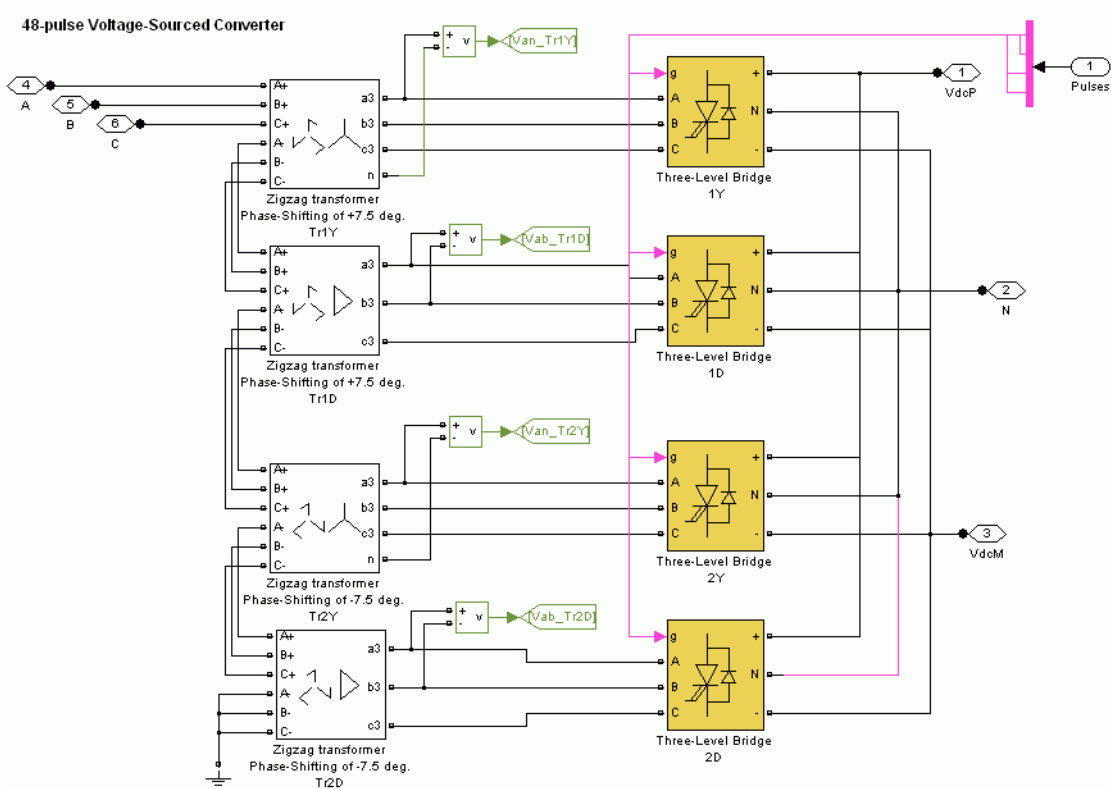 48-pulse Voltage-Sourced Converter
4
A
5
B
6
C
A+
B+
C+
A-
B-
C-
a3
b3
c3
n
Zigzag transformer
Phase-Shifting of +7.5 deg.
Tr1Y
+
-
v
[Van_Tr1Y]
g
A
B
C
+
N
-
Three-Level Bridge
1Y
1
VdcP
1
Pulses
A+
B+
C+
A-
B-
C-
a3
b3
c3
Zigzag transformer
Phase-Shifting of +7.5 deg.
Tr1D
+
-
v
[Vab_Tr1D]
g
A
B
C
+
N
-
Three-Level Bridge
1D
2
N
A+
B+
C+
A-
B-
C-
a3
b3
c3
n
Zigzag transformer
Phase-Shifting of -7.5 deg.
Tr2Y
+
-
v
[Van_Tr2Y]
g
A
B
C
+
N
-
Three-Level Bridge
2Y
3
VdcM
A+
B+
C+
A-
B-
C-
a3
b3
c3
Zigzag transformer
Phase-Shifting of -7.5 deg.
Tr2D
+
-
v
[Vab_Tr2D]
g
A
B
C
+
N
-
Three-Level Bridge
2D